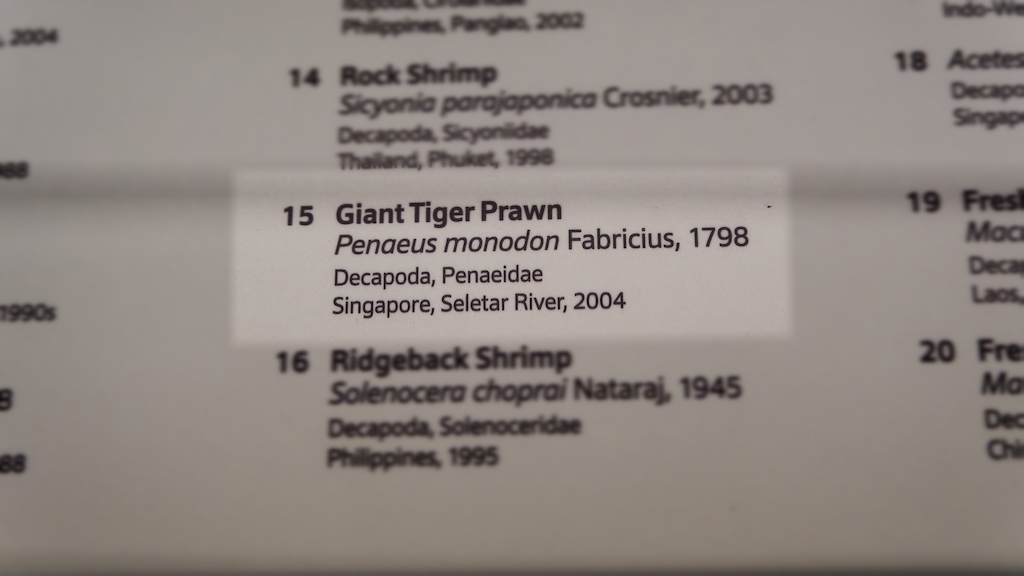 , 2004
Philippines, Panglao, 2002
14 Rock Shrimp
Sicyonia parajaponica Crosnier, 2003
Decapoda, Sicyoniidae
Thailand, Phuket, 1998
15 Giant Tiger Prawn
Penaeus monodon Fabricius, 1798
Decapoda, Penaeidae
Singapore, Seletar River, 2004
1990s
16 Ridgeback Shrimp
Solenocera choprai Nataraj, 1945
Decapoda, Solenoceridae
Philippines, 1995
18 Acetes
19
Laos,
20